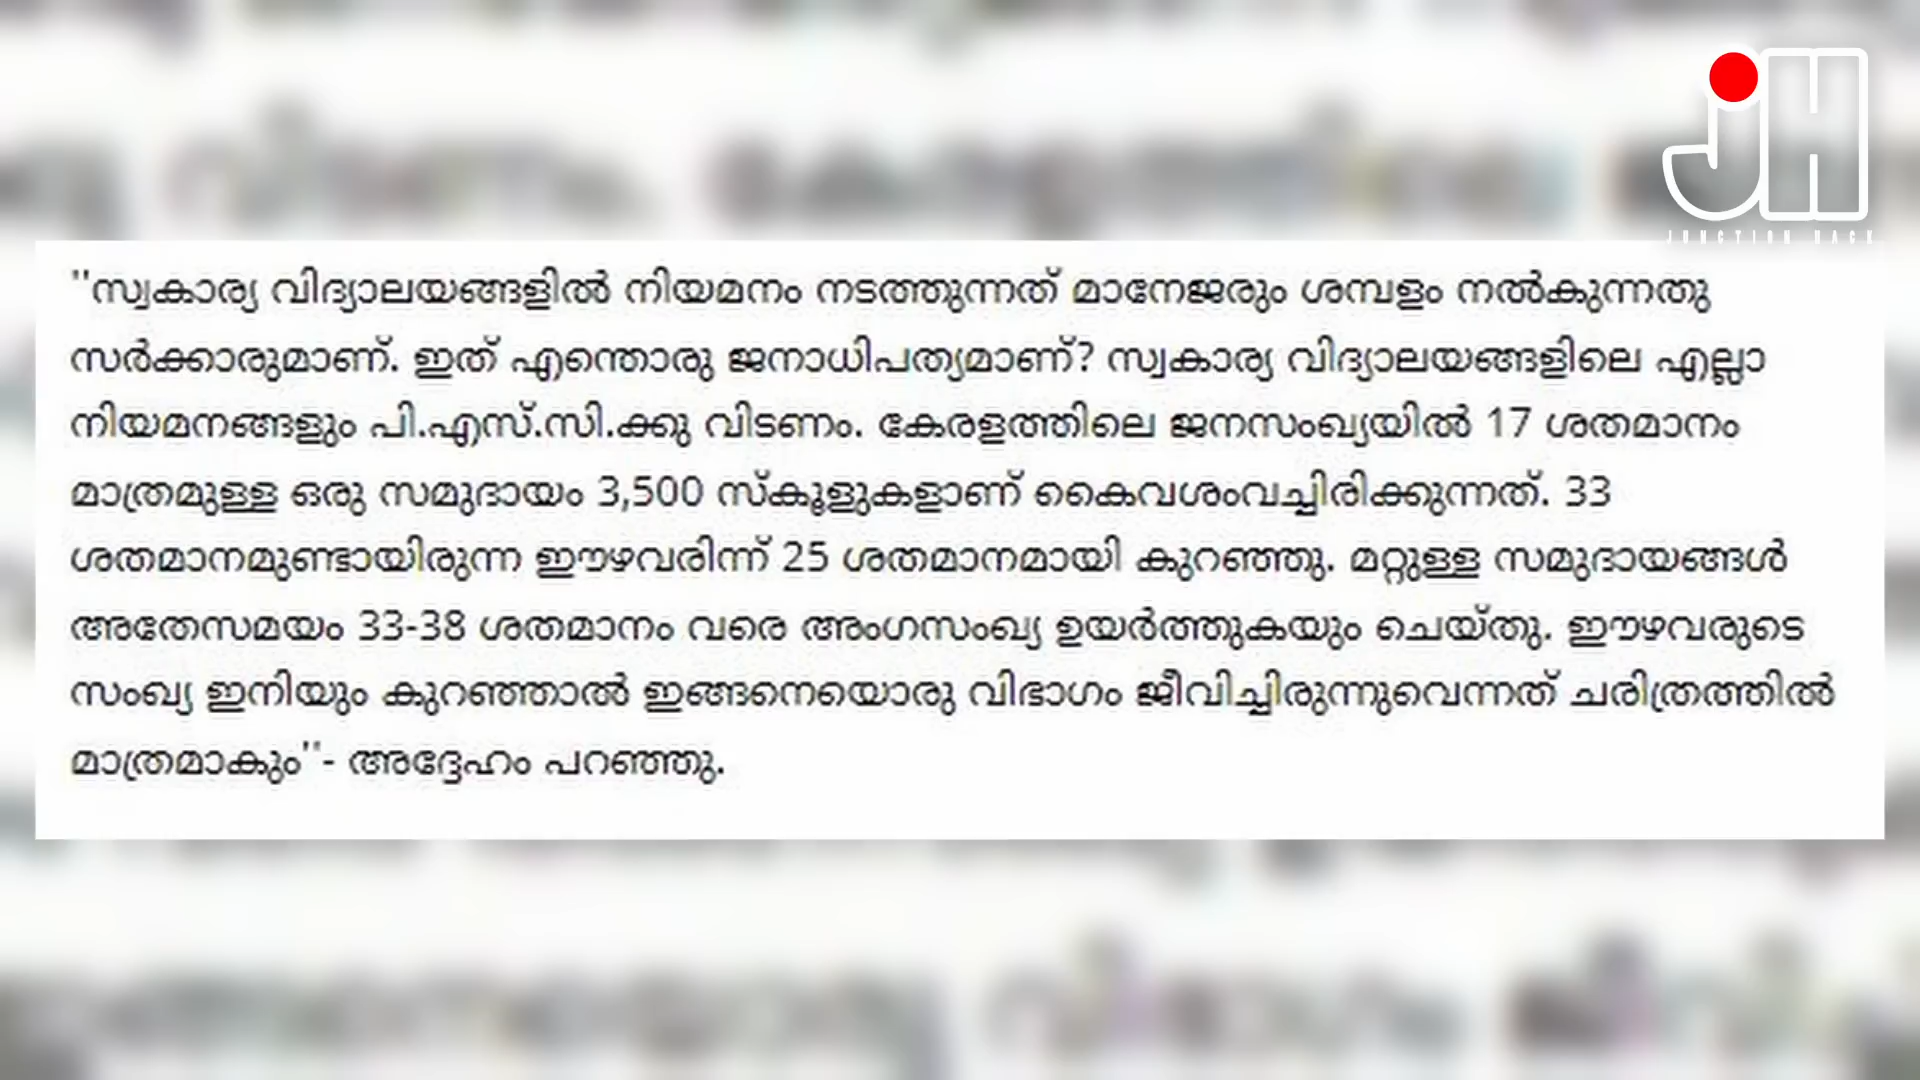 JUNCTION HACK
"സ്വകാര്യ വിദ്യാലയങ്ങളിൽ നിയമനം നടത്തുന്നത് മാനേജരും ശമ്പളം നൽകുന്നതു
സർക്കാരുമാണ്. ഇത് എന്തൊരു ജനാധിപത്യമാണ്? സ്വകാര്യ വിദ്യാലയങ്ങളിലെ എല്ലാ
നിയമനങ്ങളും പി.എസ്.സി.ക്കു വിടണം. കേരളത്തിലെ ജനസംഖ്യയിൽ 17 ശതമാനം
മാത്രമുള്ള ഒരു സമുദായം 3,500 സ്കൂളുകളാണ് കൈവശംവച്ചിരിക്കുന്നത്. 33
ശതമാനമുണ്ടായിരുന്ന ഈഴവരിന്ന് 25 ശതമാനമായി കുറഞ്ഞു. മറ്റുള്ള സമുദായങ്ങൾ
അതേസമയം 33-38 ശതമാനം വരെ അംഗസംഖ്യ ഉയർത്തുകയും ചെയ്തു. ഈഴവരുടെ
സംഖ്യ ഇനിയും കുറഞ്ഞാൽ ഇങ്ങനെയൊരു വിഭാഗം ജീവിച്ചിരുന്നുവെന്നത് ചരിത്രത്തിൽ
മാത്രമാകും"- അദ്ദേഹം പറഞ്ഞു.